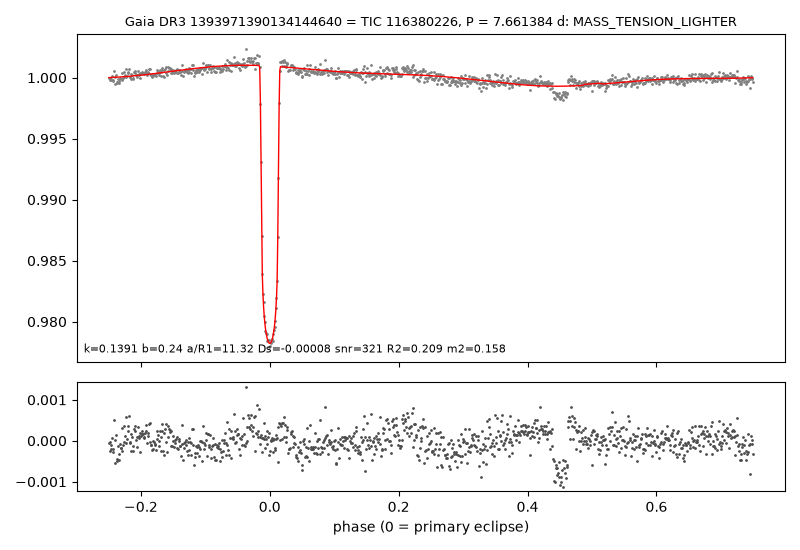 Gaia DR3 1393971390134144640 = TIC 116380226, P = 7.661384 d: MASS_TENSION_LIGHTER
1.000
0.995
0.990
0.985
0.980
k=0.1391 b=0.24 a/R1=11.32 Ds=-0.00008 snr=321 R2=0.209 m2=0.158
0.001
0.000
−0.001
−0.2 0.0 0.2 0.4 0.6
phase (0 = primary eclipse)